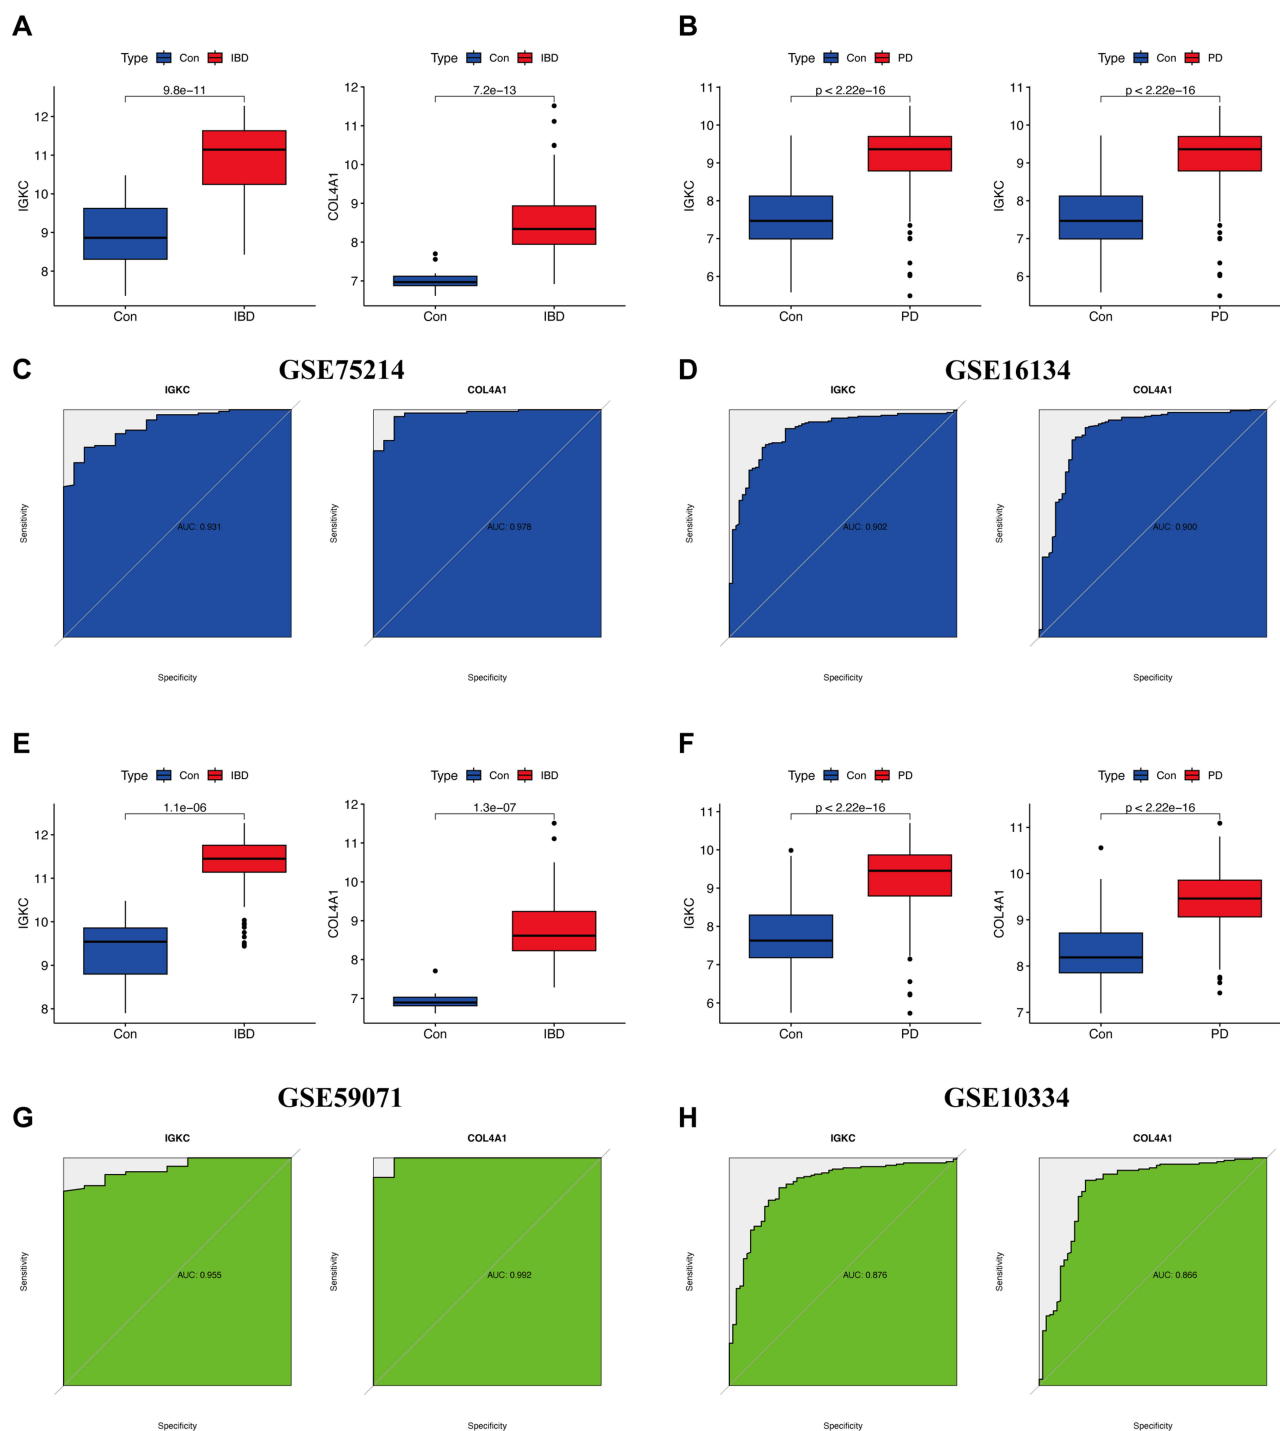 A
B
Type Con IBD
Type Con IBD
Type Con PD
Type Con PD
9.8e−11
7.2e−13
p < 2.22e−16
p < 2.22e−16
IGKC
12
11
10
9
8
Con IBD
COL4A1
12
11
10
9
8
7
Con IBD
IGKC
11
10
9
8
7
6
Con PD
IGKC
11
10
9
8
7
6
Con PD
C
GSE75214
D
GSE16134
IGKC
COL4A1
IGKC
COL4A1
Sensitivity
AUC: 0.931
Sensitivity
AUC: 0.978
Sensitivity
AUC: 0.902
Sensitivity
AUC: 0.900
Specificity
Specificity
Specificity
Specificity
E
F
Type Con IBD
Type Con IBD
Type Con PD
Type Con PD
1.1e−06
1.3e−07
p < 2.22e−16
p < 2.22e−16
IGKC
12
11
10
9
8
Con IBD
COL4A1
12
11
10
9
8
7
Con IBD
IGKC
11
10
9
8
7
6
Con PD
COL4A1
11
10
9
8
7
Con PD
G
GSE59071
H
GSE10334
IGKC
COL4A1
IGKC
COL4A1
Sensitivity
AUC: 0.955
Sensitivity
AUC: 0.992
Sensitivity
AUC: 0.876
Sensitivity
AUC: 0.866
Specificity
Specificity
Specificity
Specificity